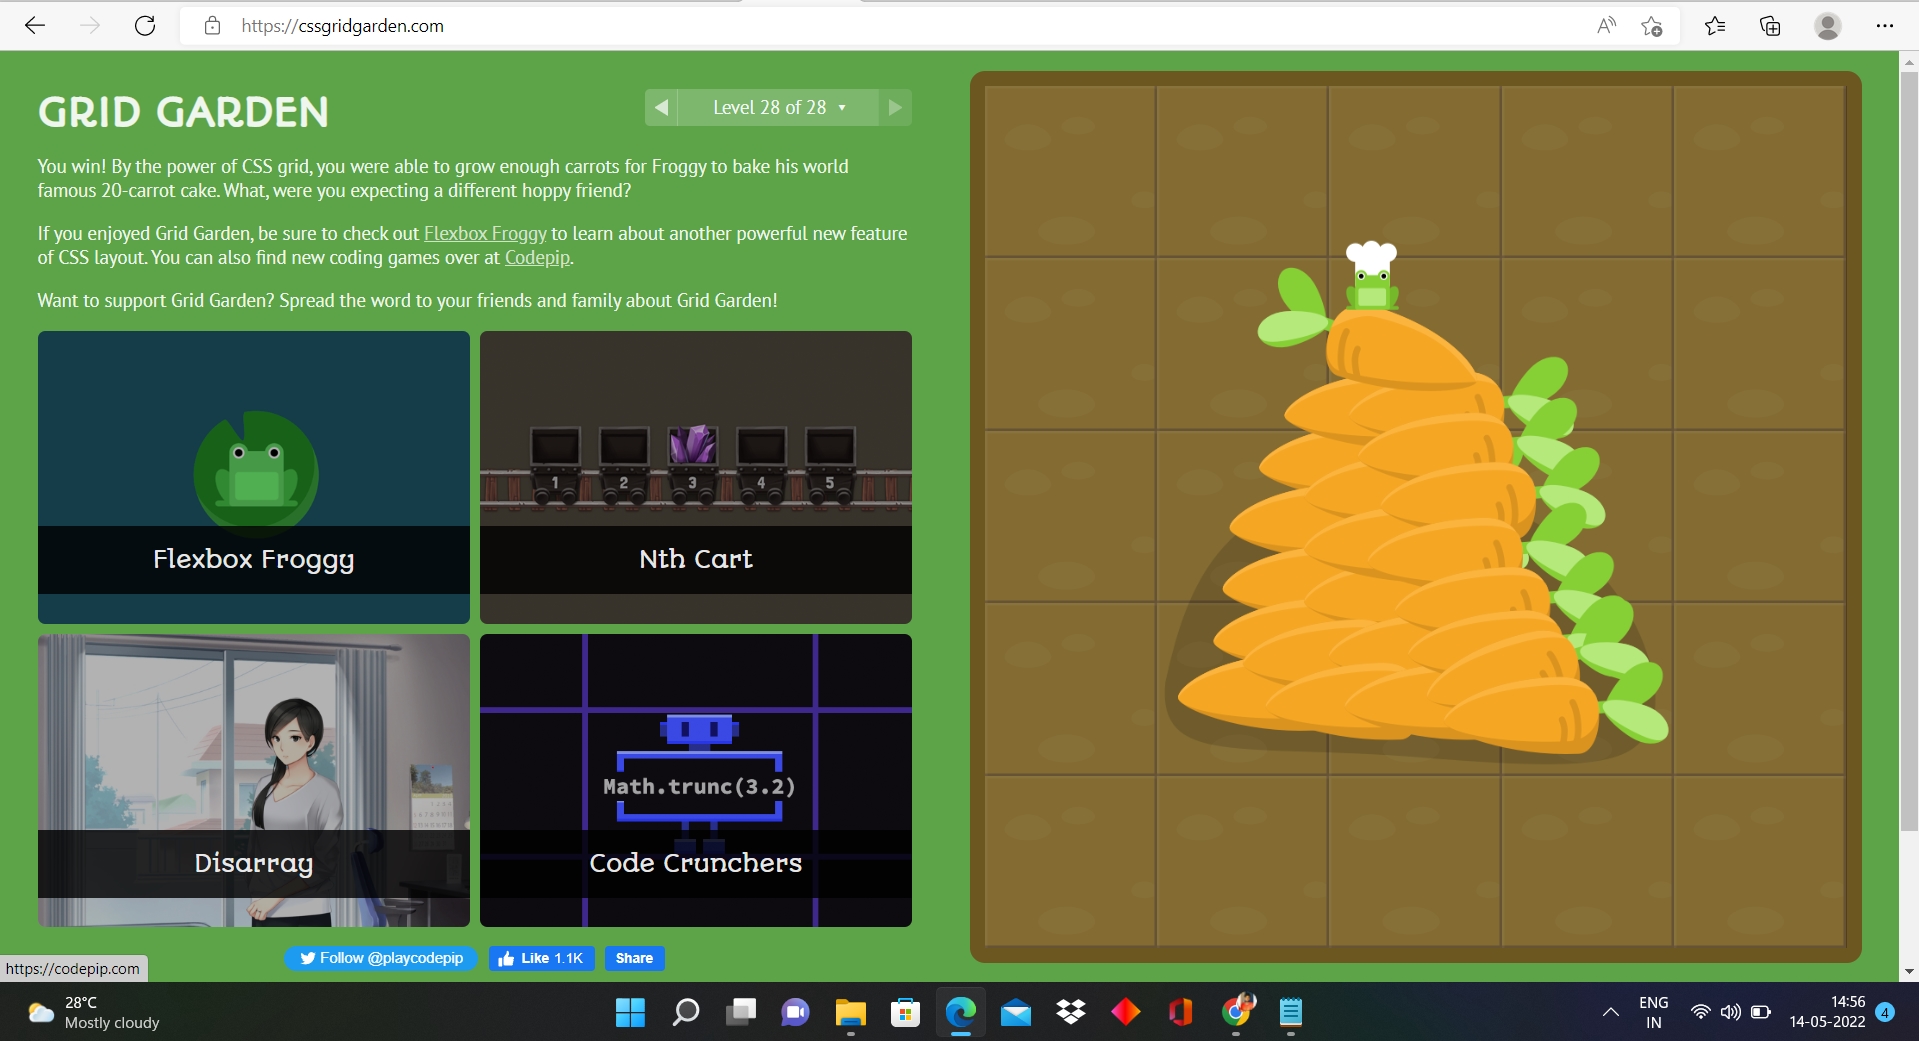 https://cssgridgarden.com
GRID GARDEN
Level 28 of 28
You win! By the power of CSS grid, you were able to grow enough carrots for Froggy to bake his world
famous 20-carrot cake. What, were you expecting a different hoppy friend?
If you enjoyed Grid Garden, be sure to check out Flexbox Froggy to learn about another powerful new feature
of CSS layout. You can also find new coding games over at Codepip.
Want to support Grid Garden? Spread the word to your friends and family about Grid Garden!
Flexbox Froggy
1 2 3 4 5
Nth Cart
Disarray
Math.trunc(3.2)
Code Crunchers
Follow @playcodepip
Like 1.1K
Share
https://codepip.com
28°C
Mostly cloudy
ENG
IN
14:56
14-05-2022
4